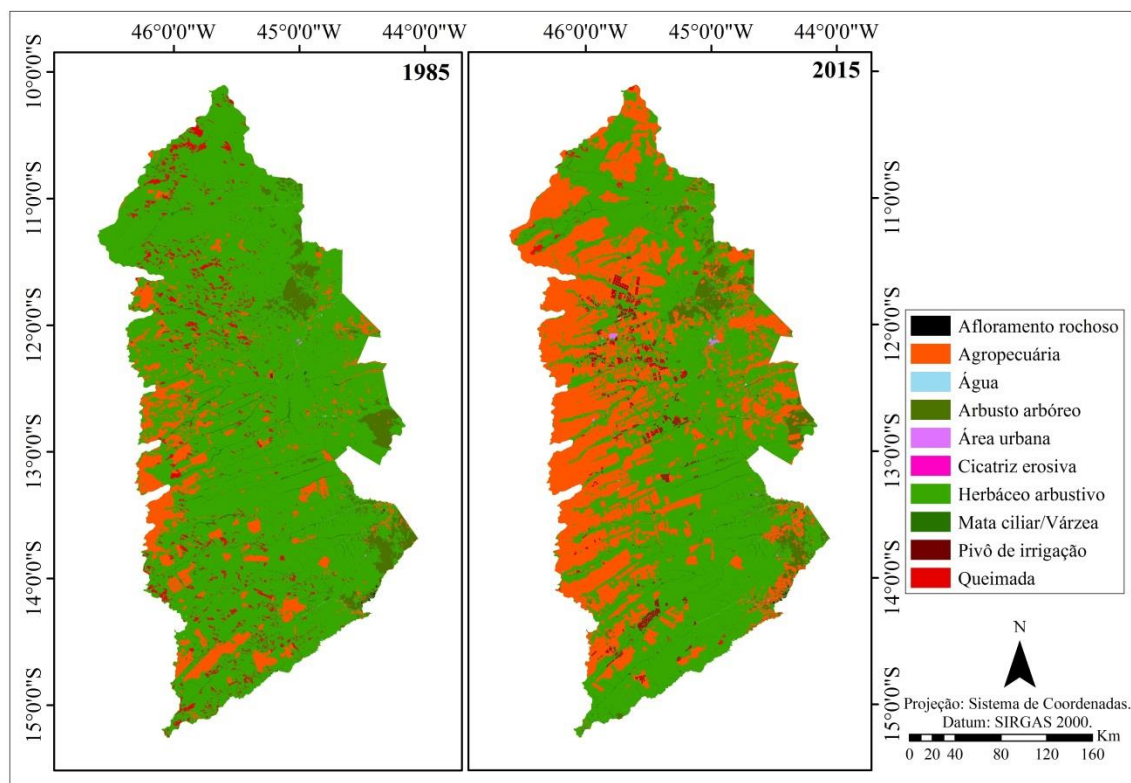 46°0'0"W 45°0'0"W 44°0'0"W 46°0'0"W 45°0'0"W 44°0'0"W
1985
2015
10°0'0"S
11°0'0"S
12°0'0"S
13°0'0"S
14°0'0"S
15°0'0"S
10°0'0"S
11°0'0"S
12°0'0"S
13°0'0"S
14°0'0"S
15°0'0"S
Afloramento rochoso
Agropecuária
Água
Arbusto arbóreo
Área urbana
Cicatriz erosiva
Herbáceo arbustivo
Mata ciliar/Várzea
Pivô de irrigação
Queimada
N
Projeção: Sistema de Coordenadas.
Datum: SIRGAS 2000.
Km
0 20 40 80 120 160